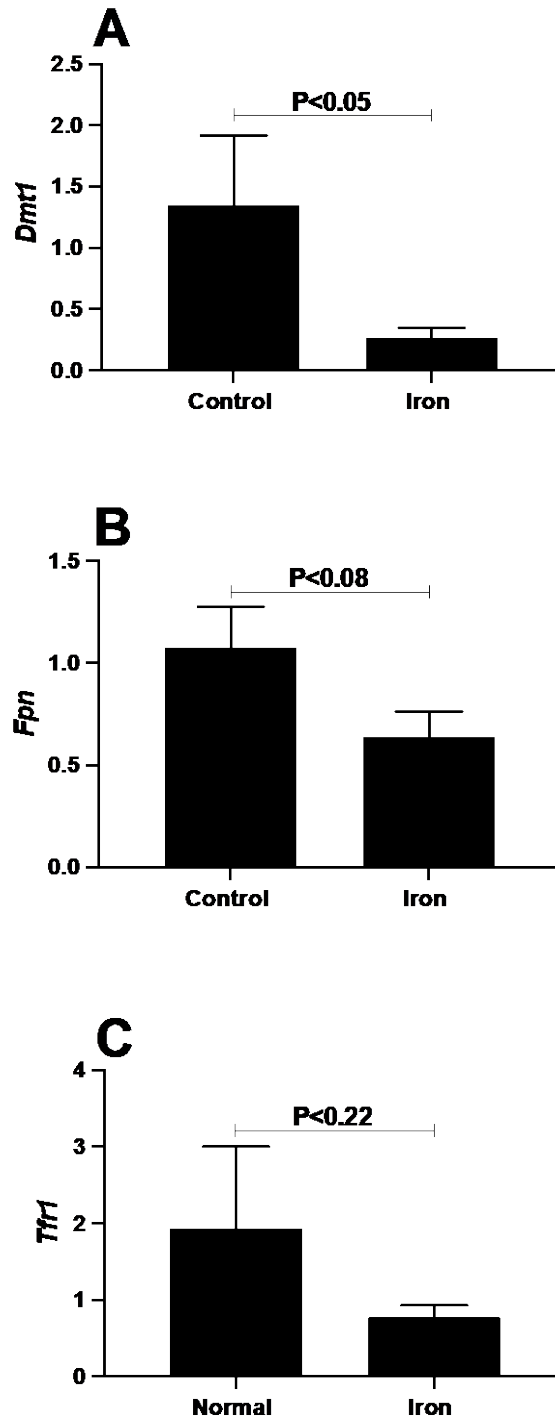 A
2.5
P<0.05
2.0
1.5
Dmt1
1.0
0.5
0.0
Control Iron
B
1.5
P<0.08
1.0
Fpn
0.5
0.0
Control Iron
C
4
P<0.22
3
2
Tfr1
1
0
Normal Iron